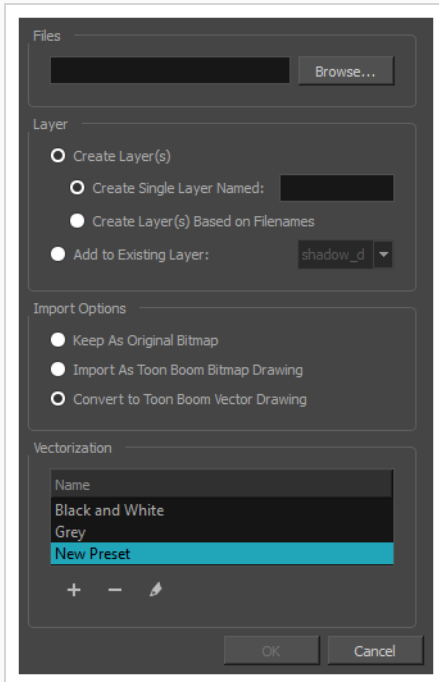 Files
Browse...
Layer
Create Layer(s)
Create Single Layer Named:
Create Layer(s) Based on Filenames
Add to Existing Layer:
shadow_d
Import Options
Keep As Original Bitmap
Import As Toon Boom Bitmap Drawing
Convert to Toon Boom Vector Drawing
Vectorization
Name
Black and White
Grey
New Preset
OK
Cancel